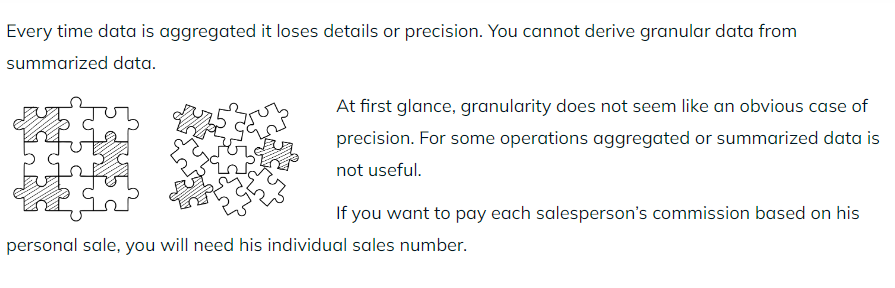 Every time data is aggregated it loses details or precision. You cannot derive granular data from
summarized data.
At first glance, granularity does not seem like an obvious case of
precision. For some operations aggregated or summarized data is
not useful.
If you want to pay each salesperson’s commission based on his
personal sale, you will need his individual sales number.